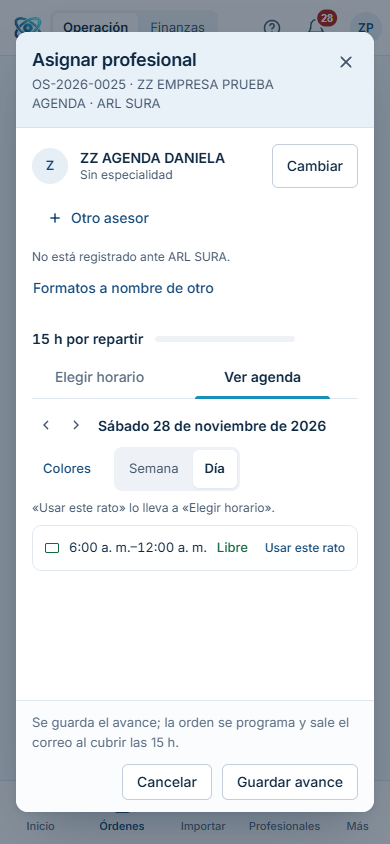 Operación
Finanzas
28
ZP
Asignar profesional
OS-2026-0025 · ZZ EMPRESA PRUEBA
AGENDA · ARL SURA
Z
ZZ AGENDA DANIELA
Sin especialidad
Cambiar
+ Otro asesor
No está registrado ante ARL SURA.
Formatos a nombre de otro
15 h por repartir
Elegir horario
Ver agenda
Sábado 28 de noviembre de 2026
Colores
Semana
Día
«Usar este rato» lo lleva a «Elegir horario».
6:00 a. m.–12:00 a. m.
Libre
Usar este rato
Se guarda el avance; la orden se programa y sale el
correo al cubrir las 15 h.
Cancelar
Guardar avance
Inicio
Órdenes
Importar
Profesionales
Más